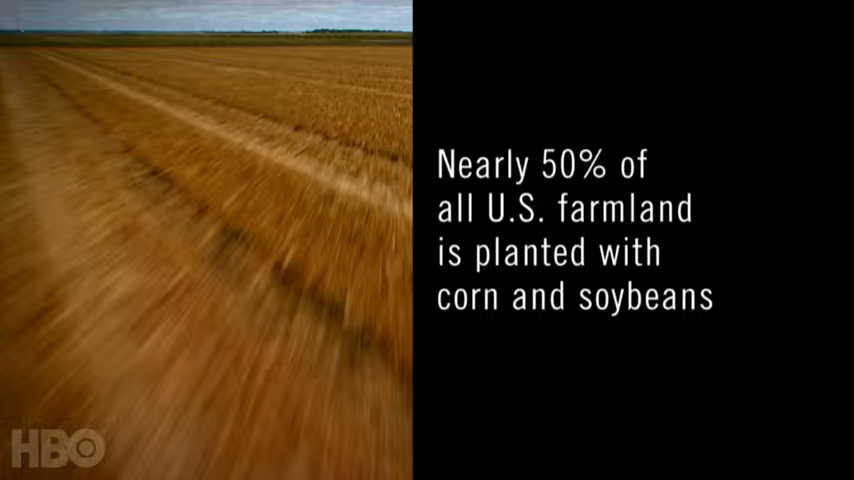 Nearly 50% of
all U.S. farmland
is planted with
corn and soybeans
HBO